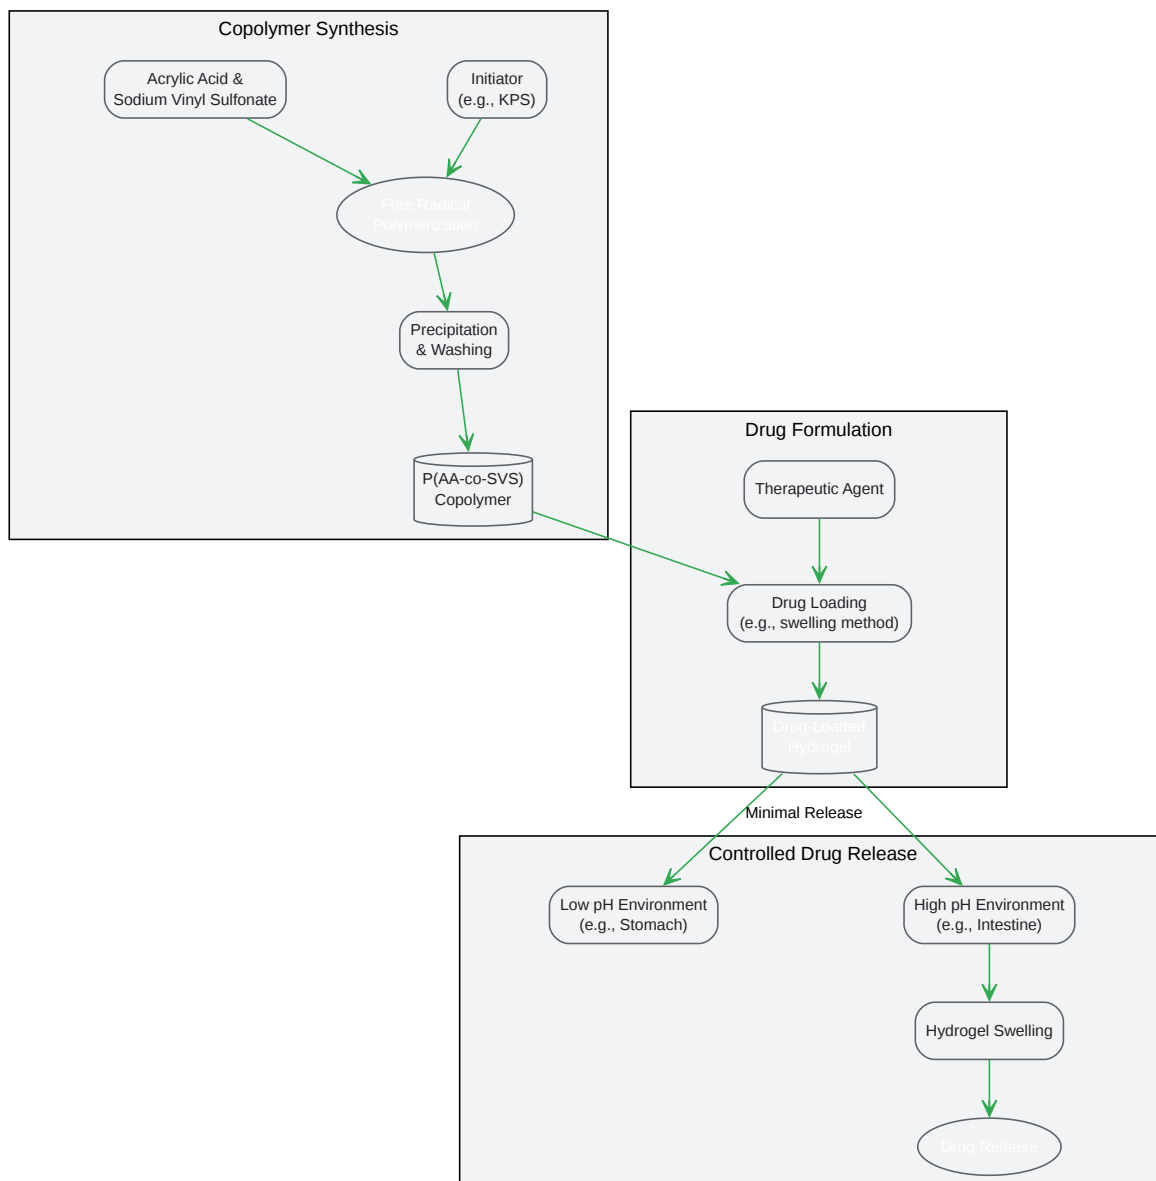 Copolymer Synthesis
Acrylic Acid &
Sodium Vinyl Sulfonate
Initiator
(e.g., KPS)
Free Radical
Polymerization
Precipitation
& Washing
P(AA-co-SVS)
Copolymer
Drug Formulation
Therapeutic Agent
Drug Loading
(e.g., swelling method)
Drug-Loaded
Hydrogel
Minimal Release
Controlled Drug Release
Low pH Environment
(e.g., Stomach)
High pH Environment
(e.g., Intestine)
Hydrogel Swelling
Drug Release